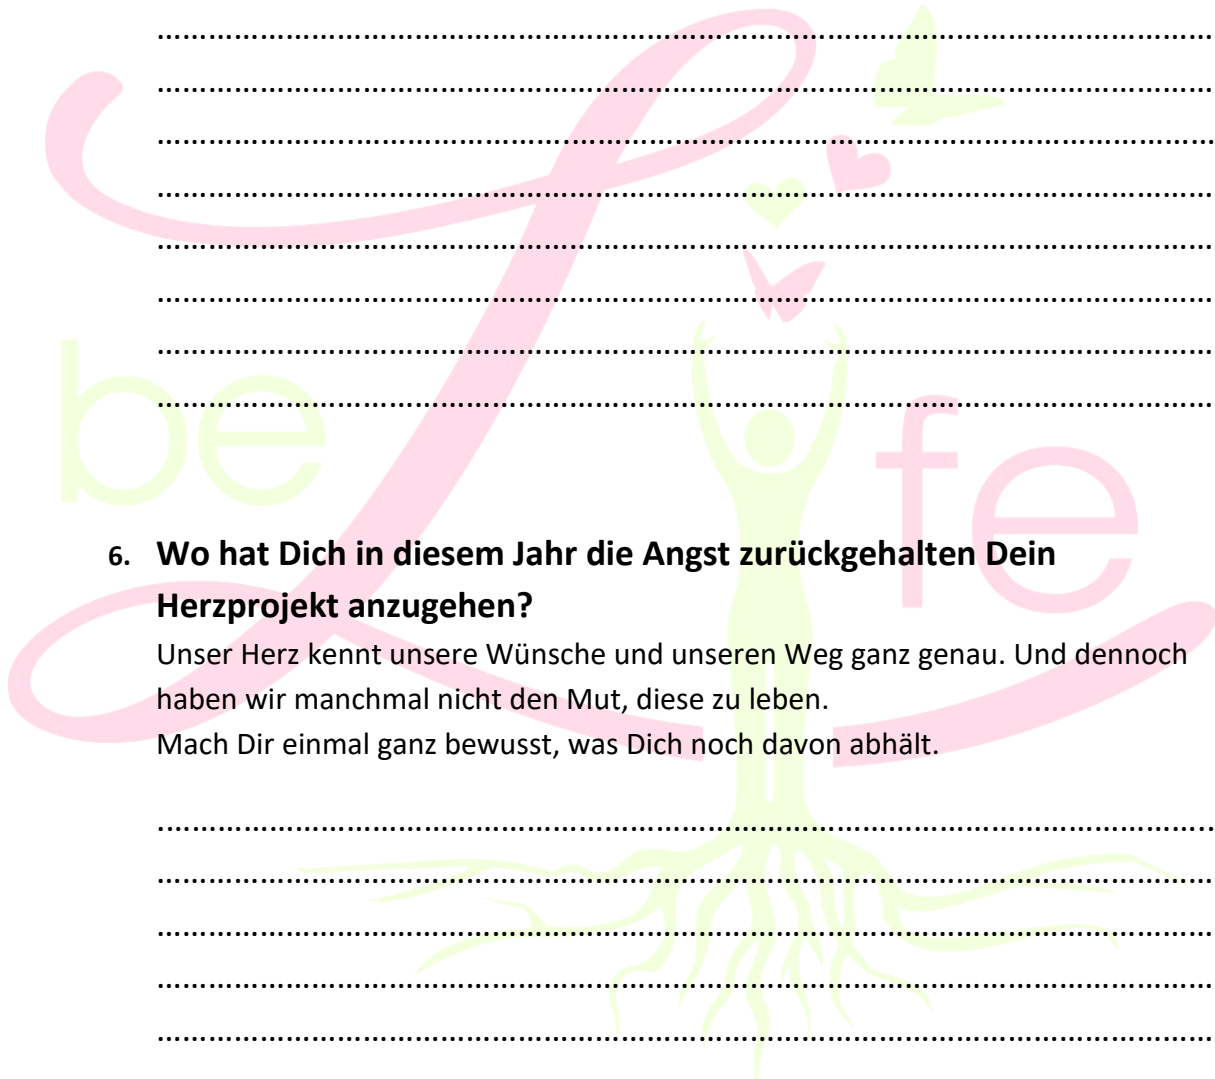 be Life
6. Wo hat Dich in diesem Jahr die Angst zurückgehalten Dein
Herzprojekt anzugehen?
Unser Herz kennt unsere Wünsche und unseren Weg ganz genau. Und dennoch
haben wir manchmal nicht den Mut, diese zu leben.
Mach Dir einmal ganz bewusst, was Dich noch davon abhält.